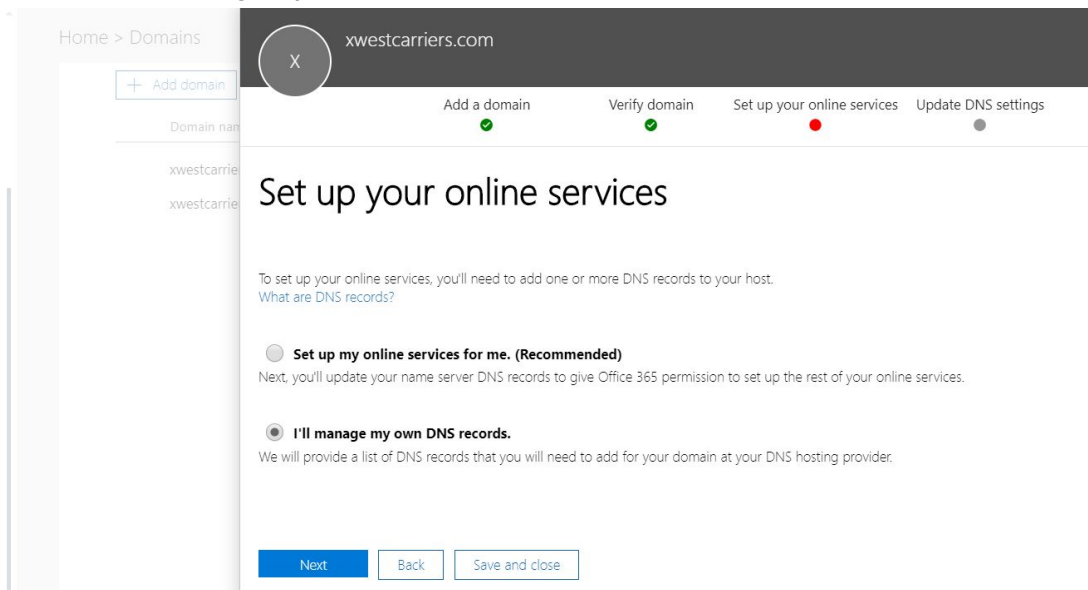 Home > Domains
X
xwestcarriers.com
+ Add domain
Add a domain
Verify domain
Set up your online services
Update DNS settings
Domain nam
xwestcarrie
xwestcarrie
Set up your online services
To set up your online services, you'll need to add one or more DNS records to your host.
What are DNS records?
Set up my online services for me. (Recommended)
Next, you'll update your name server DNS records to give Office 365 permission to set up the rest of your online services.
I'll manage my own DNS records.
We will provide a list of DNS records that you will need to add for your domain at your DNS hosting provider.
Next
Back
Save and close